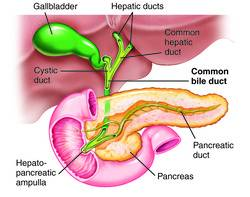 Gallbladder
Hepatic ducts
Common
hepatic
duct
Cystic
duct
Common
bile duct
Pancreatic
duct
Hepato-
pancreatic
ampulla
Pancreas